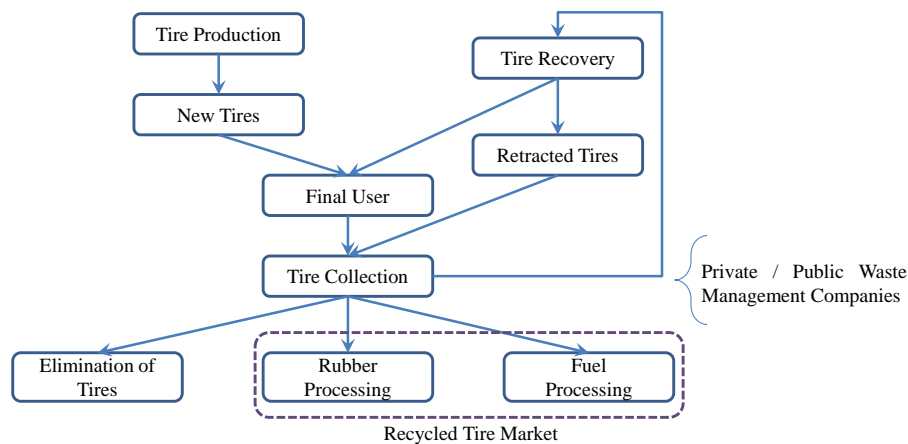 Tire Production
Tire Recovery
New Tires
Retracted Tires
Final User
Tire Collection
Private / Public Waste
Management Companies
Elimination of
Tires
Rubber
Processing
Fuel
Processing
Recycled Tire Market